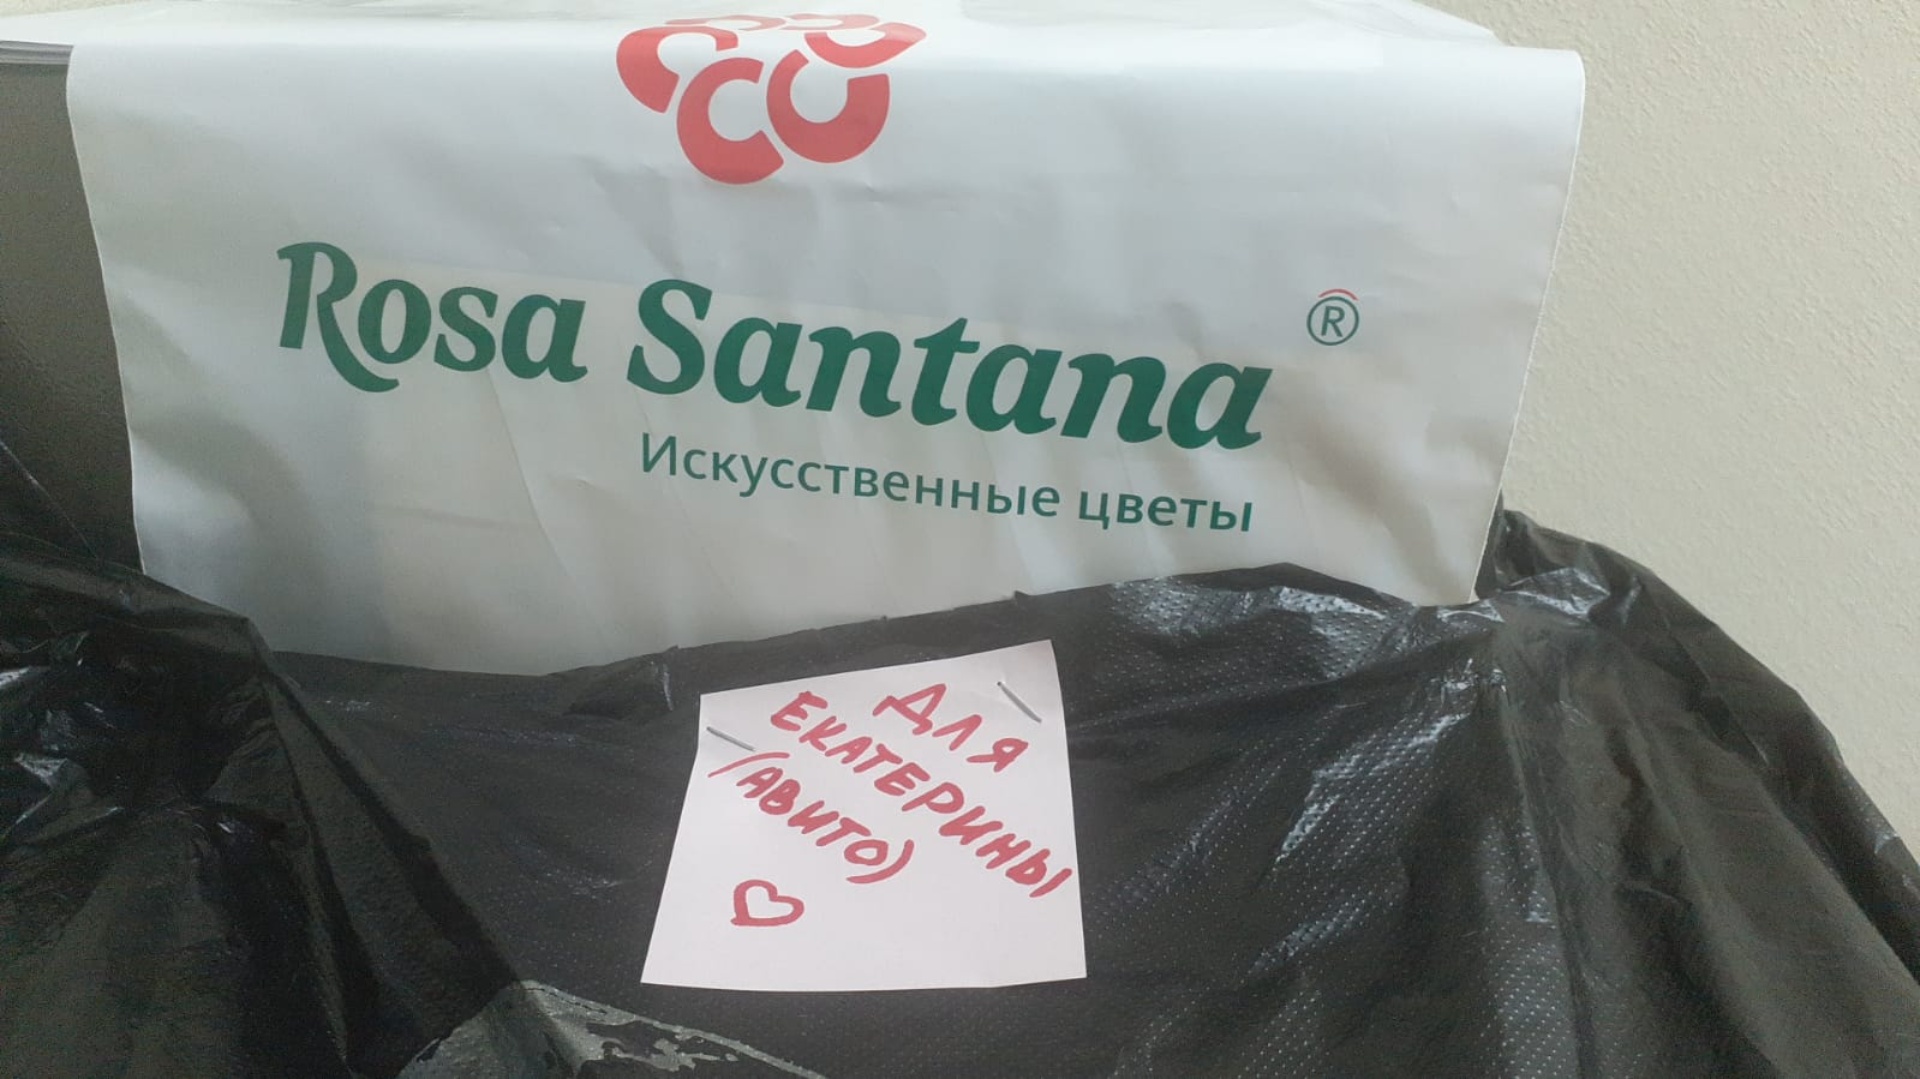 Rosa Santana ®
Искусственные цветы
ДЛЯ
ЕКАТЕРИНЫ
(АВИТО)